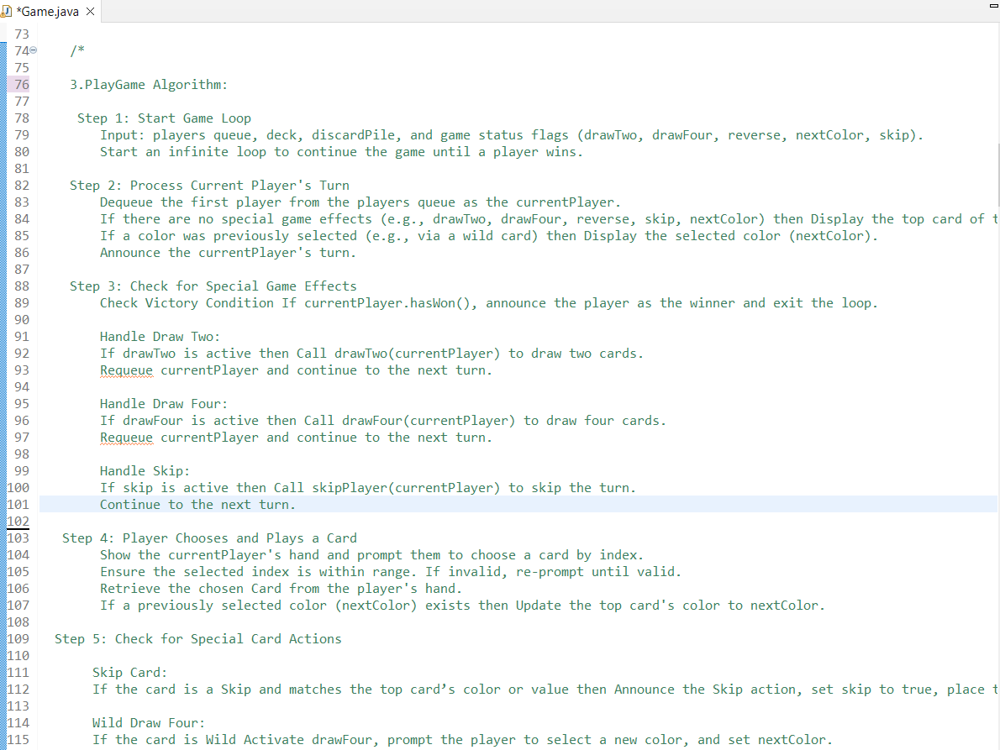 *Game.java
73
74 /*
75
76 3.PlayGame Algorithm:
77
78 Step 1: Start Game Loop
79 Input: players queue, deck, discardPile, and game status flags (drawTwo, drawFour, reverse, nextColor, skip).
80 Start an infinite loop to continue the game until a player wins.
81
82 Step 2: Process Current Player's Turn
83 Dequeue the first player from the players queue as the currentPlayer.
84 If there are no special game effects (e.g., drawTwo, drawFour, reverse, skip, nextColor) then Display the top card of
85 If a color was previously selected (e.g., via a wild card) then Display the selected color (nextColor).
86 Announce the currentPlayer's turn.
87
88 Step 3: Check for Special Game Effects
89 Check Victory Condition If currentPlayer.hasWon(), announce the player as the winner and exit the loop.
90
91 Handle Draw Two:
92 If drawTwo is active then Call drawTwo(currentPlayer) to draw two cards.
93 Requeue currentPlayer and continue to the next turn.
94
95 Handle Draw Four:
96 If drawFour is active then Call drawFour(currentPlayer) to draw four cards.
97 Requeue currentPlayer and continue to the next turn.
98
99 Handle Skip:
100 If skip is active then Call skipPlayer(currentPlayer) to skip the turn.
101 Continue to the next turn.
102
103 Step 4: Player Chooses and Plays a Card
104 Show the currentPlayer's hand and prompt them to choose a card by index.
105 Ensure the selected index is within range. If invalid, re-prompt until valid.
106 Retrieve the chosen Card from the player's hand.
107 If a previously selected color (nextColor) exists then Update the top card's color to nextColor.
108
109 Step 5: Check for Special Card Actions
110
111 Skip Card:
112 If the card is a Skip and matches the top card’s color or value then Announce the Skip action, set skip to true, place
113
114 Wild Draw Four:
115 If the card is Wild Activate drawFour, prompt the player to select a new color, and set nextColor.